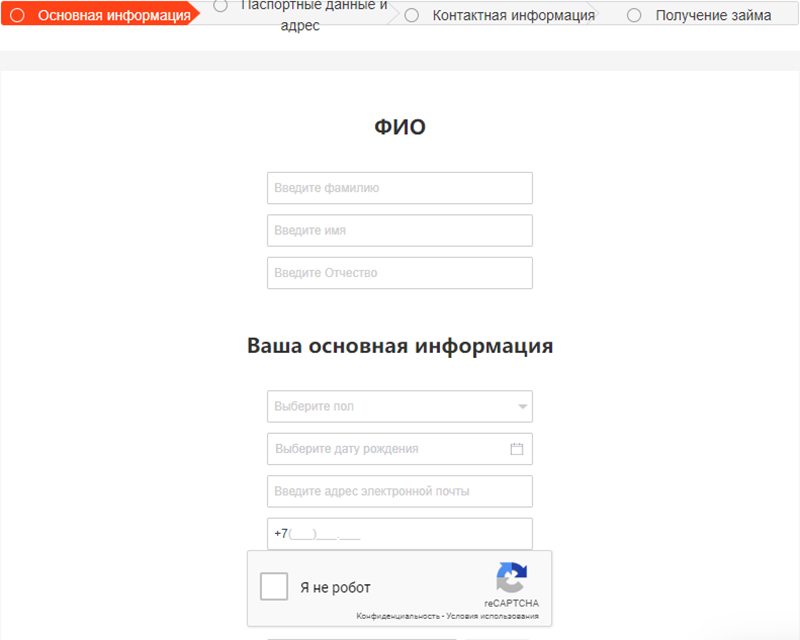 Основная информация
Паспортные данные и
адрес
Контактная информация
Получение займа
ФИО
Введите фамилию
Введите имя
Введите Отчество
Ваша основная информация
Выберите пол
Выберите дату рождения
Введите адрес электронной почты
+7(___)___.___
Я не робот
reCAPTCHA
Конфиденциальность - Условия использования